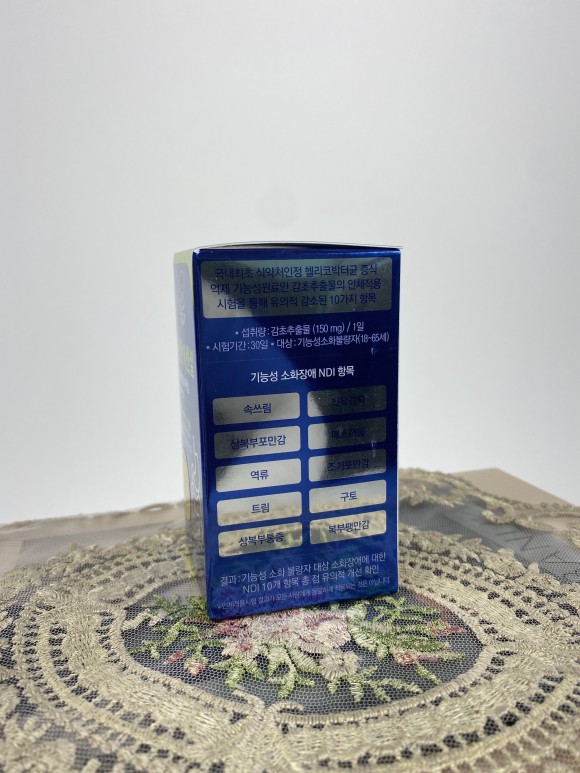 국내최초 식약처인정 헬리코박터균 증식
억제 기능성원료인 감초추출물의 인체적용
시험을 통해 유의적 감소된 10가지 항목
• 섭취량 : 감초추출물 (150 mg) / 1일
• 시험기간 : 30일 • 대상 : 기능성소화불량자(18~65세)
기능성 소화장애 NDI 항목
속쓰림
상복부포만감
역류 조기포만감
트림 구토
상복부통증 복부팽만감
결과 : 기능성 소화 불량자 대상 소화장애에 대한
NDI 10개 항목 총 점 유의적 개선 확인